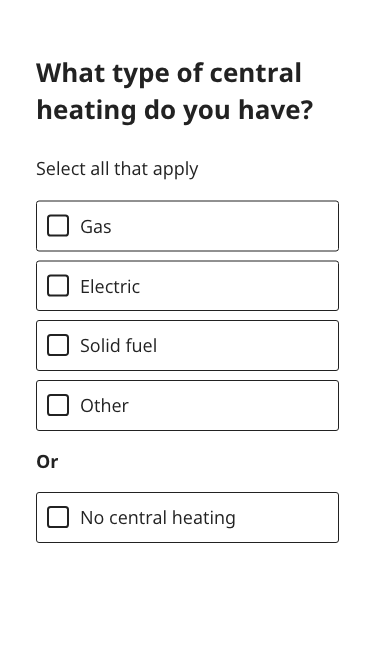 What type of central
heating do you have?
Select all that apply
Gas
Electric
Solid fuel
Other
Or
No central heating